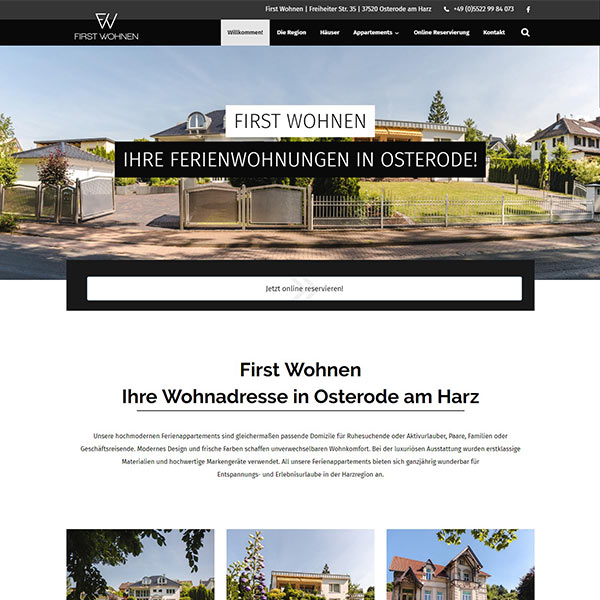 First Wohnen | Freiheiter Str. 35 | 37520 Osterode am Harz +49 (0)5522 99 84 073
FW
FIRST WOHNEN
Willkommen! Die Region Häuser Appartements Online Reservierung Kontakt
FIRST WOHNEN
IHRE FERIENWOHNUNGEN IN OSTERODE!
Jetzt online reservieren!
First Wohnen
Ihre Wohnadresse in Osterode am Harz
Unsere hochmodernen Ferienappartements sind gleichermaßen passende Domizile für Ruhesuchende oder Aktivurlauber, Paare, Familien oder
Geschäftsreisende. Modernes Design und frische Farben schaffen unverwechselbaren Wohnkomfort. Bei der luxuriösen Ausstattung wurden erstklassige
Materialien und hochwertige Markengeräte verwendet. All unsere Ferienappartements bieten sich ganzjährig wunderbar für
Entspannungs- und Erlebnisurlaube in der Harzregion an.